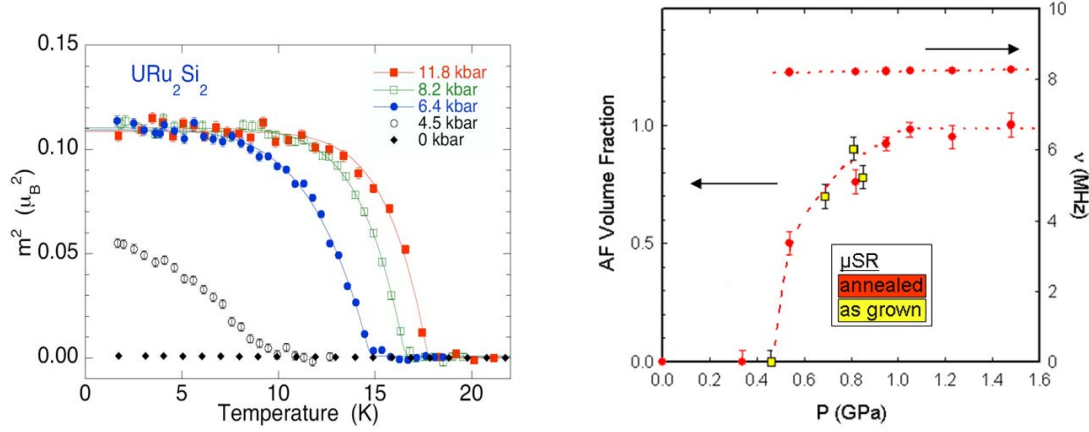 0.15
0.10
0.05
0.00
m² (μB²)
URu2Si2
11.8 kbar
8.2 kbar
6.4 kbar
4.5 kbar
0 kbar
0 5 10 15 20
Temperature (K)
1.0
0.5
0.0
AF Volume Fraction
10
8
6
4
2
0
ν (MHz)
μSR
annealed
as grown
0.0 0.2 0.4 0.6 0.8 1.0 1.2 1.4 1.6
P (GPa)